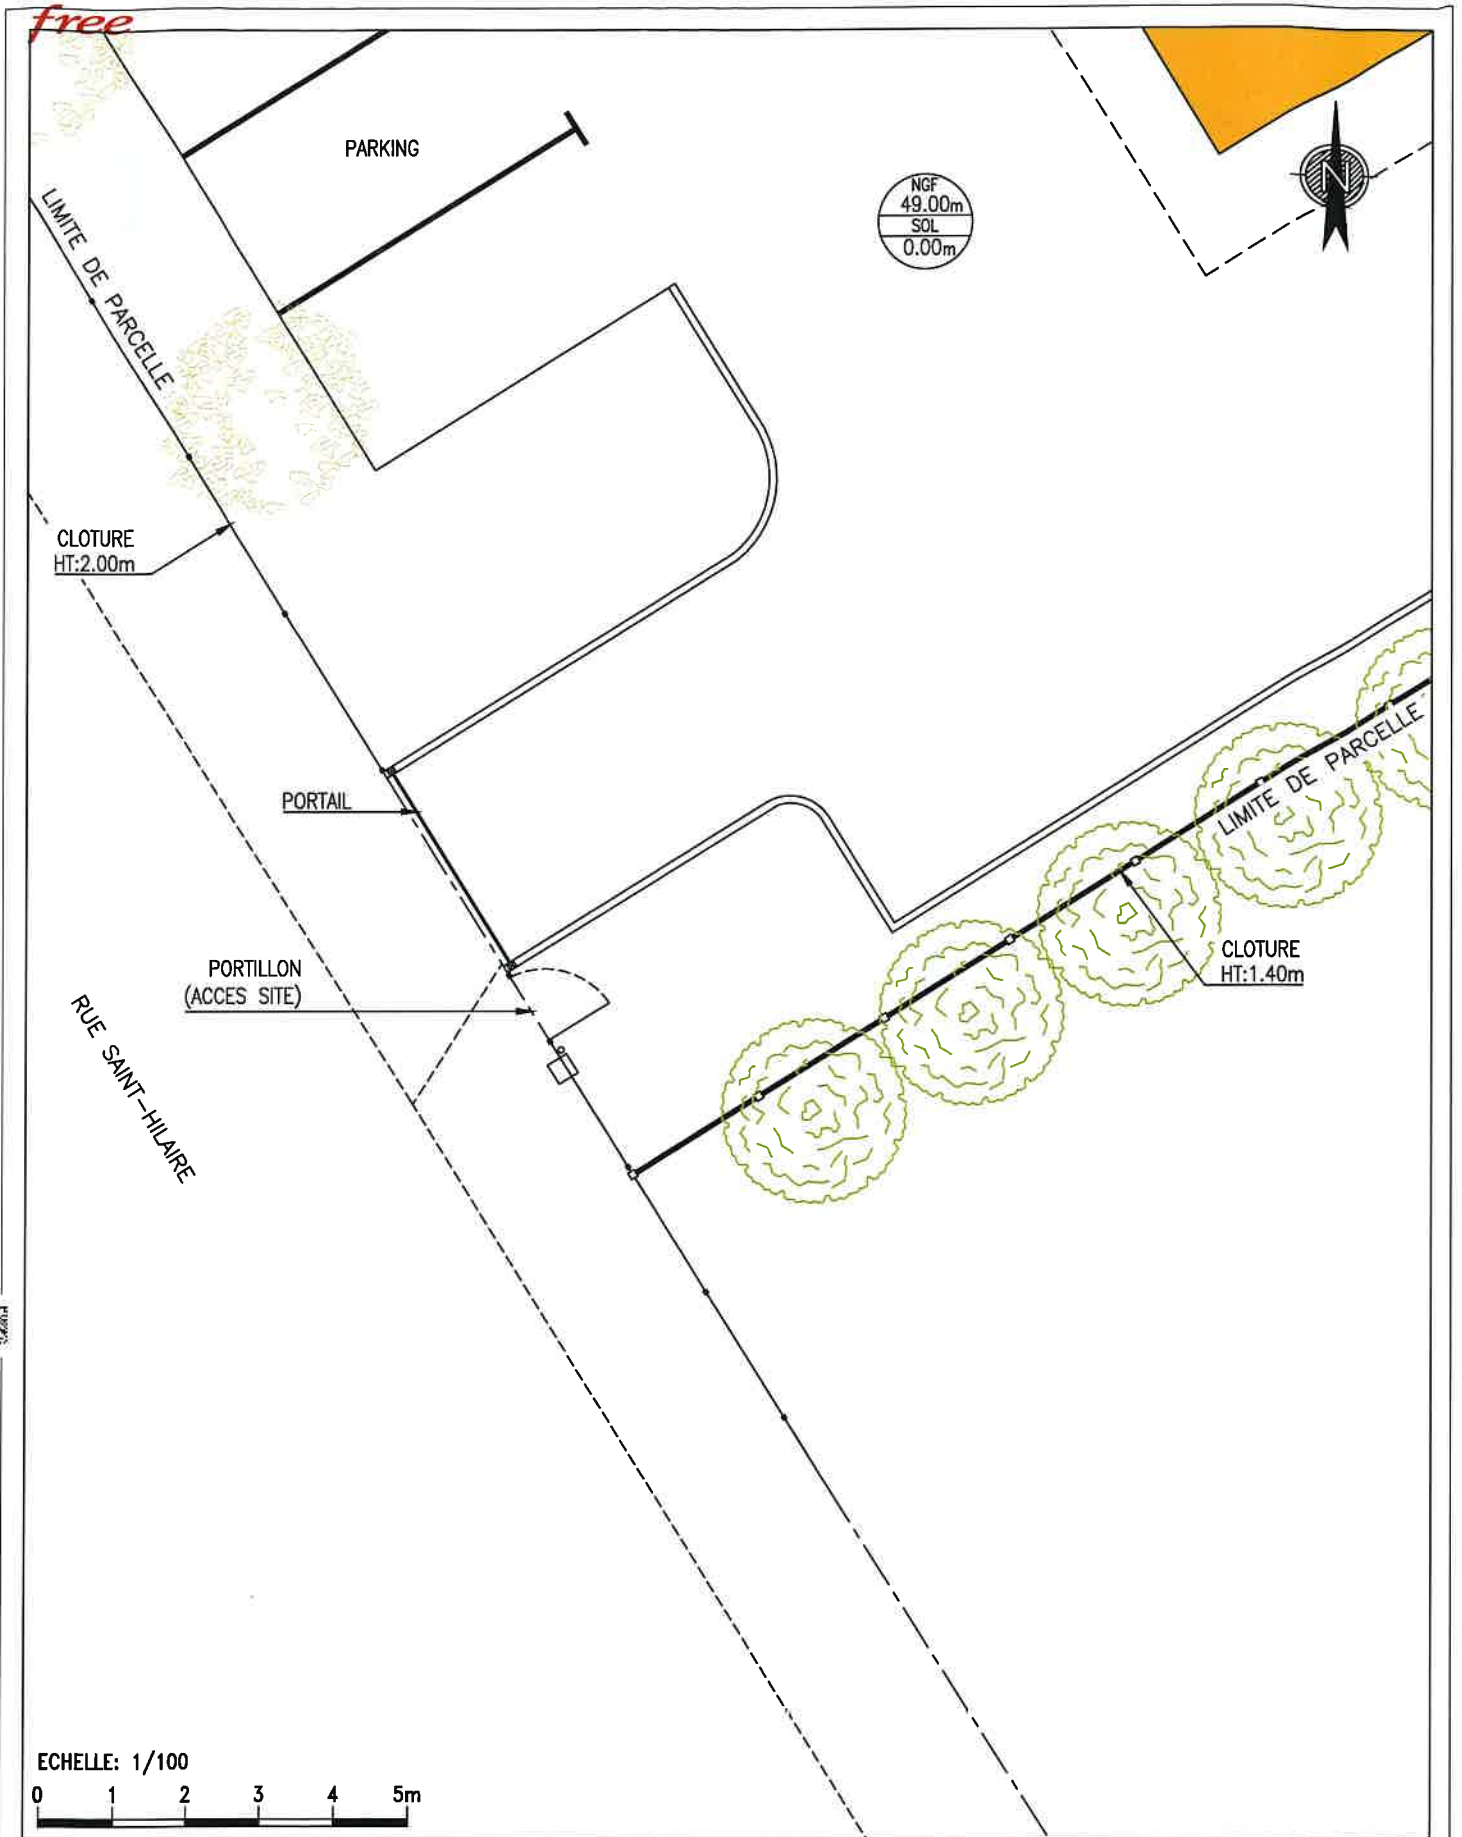 free
PARKING
NGF
49.00m
SOL
0.00m
N
LIMITE DE PARCELLE
CLOTURE
HT:2.00m
PORTAIL
LIMITE DE PARCELLE
CLOTURE
HT:1.40m
PORTILLON
(ACCES SITE)
RUE SAINT-HILAIRE
ECHELLE: 1/100
0 1 2 3 4 5m